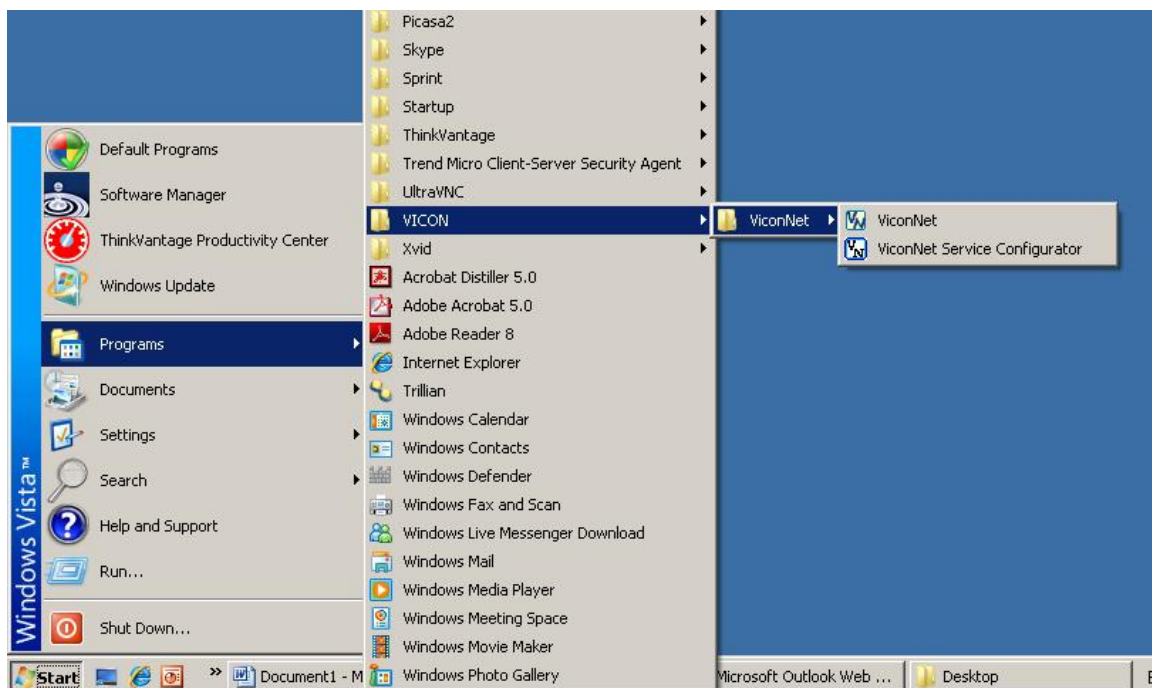 Default Programs
Software Manager
ThinkVantage Productivity Center
Windows Update
Programs
Documents
Settings
Search
Help and Support
Run...
Shut Down...
Windows Vista™
Picasa2
Skype
Sprint
Startup
ThinkVantage
Trend Micro Client-Server Security Agent
UltraVNC
VICON
Xvid
Acrobat Distiller 5.0
Adobe Acrobat 5.0
Adobe Reader 8
Internet Explorer
Trillian
Windows Calendar
Windows Contacts
Windows Defender
Windows Fax and Scan
Windows Live Messenger Download
Windows Mail
Windows Media Player
Windows Meeting Space
Windows Movie Maker
Windows Photo Gallery
ViconNet
ViconNet
ViconNet Service Configurator
Start
Document1 - M
Microsoft Outlook Web ...
Desktop